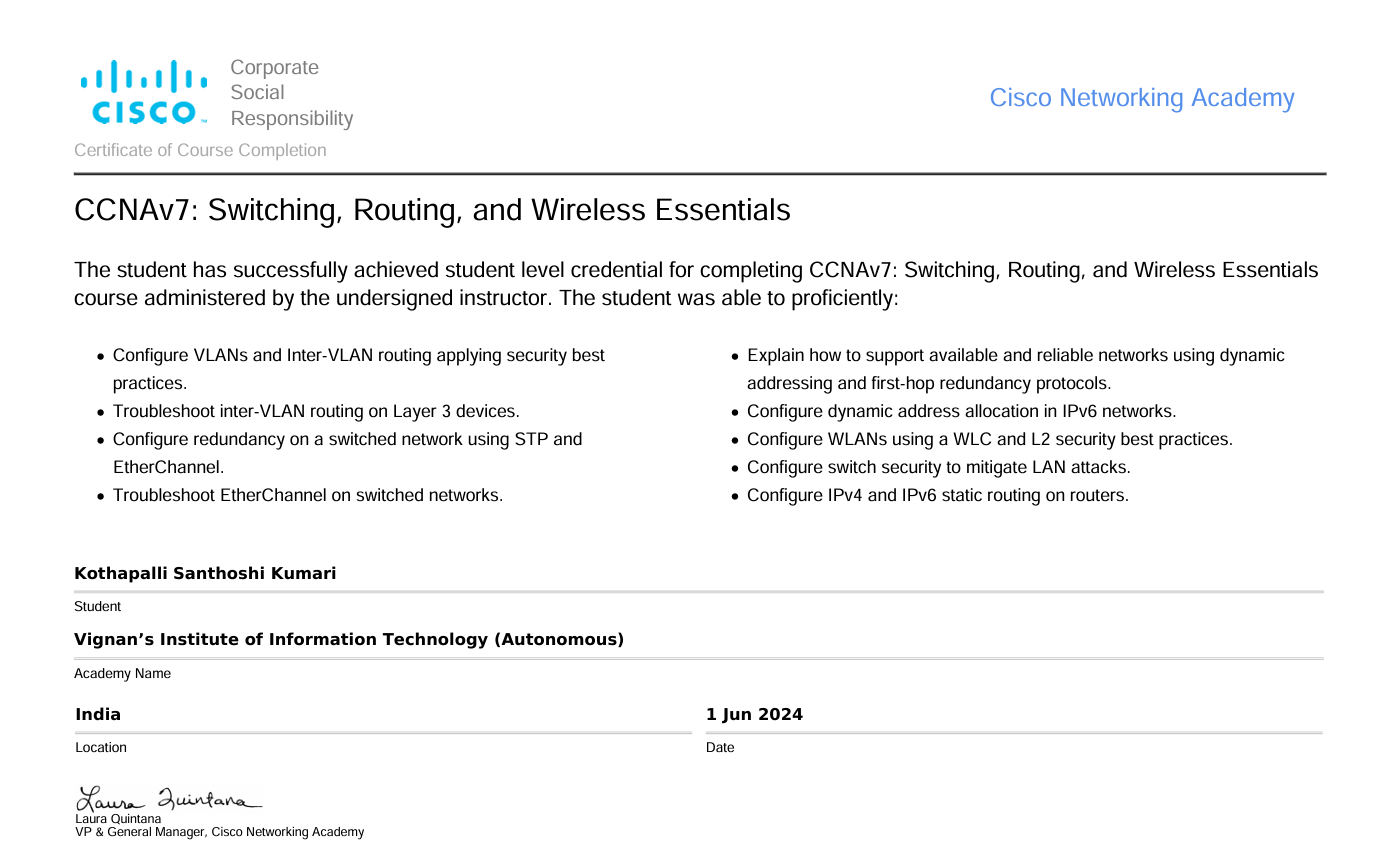 Corporate
Social
Responsibility
CISCO™
Cisco Networking Academy
Certificate of Course Completion
CCNAv7: Switching, Routing, and Wireless Essentials
The student has successfully achieved student level credential for completing CCNAv7: Switching, Routing, and Wireless Essentials
course administered by the undersigned instructor. The student was able to proficiently:
• Configure VLANs and Inter-VLAN routing applying security best
practices.
• Troubleshoot inter-VLAN routing on Layer 3 devices.
• Configure redundancy on a switched network using STP and
EtherChannel.
• Troubleshoot EtherChannel on switched networks.
• Explain how to support available and reliable networks using dynamic
addressing and first-hop redundancy protocols.
• Configure dynamic address allocation in IPv6 networks.
• Configure WLANs using a WLC and L2 security best practices.
• Configure switch security to mitigate LAN attacks.
• Configure IPv4 and IPv6 static routing on routers.
Kothapalli Santhoshi Kumari
Student
Vignan’s Institute of Information Technology (Autonomous)
Academy Name
India
Location
1 Jun 2024
Date
Laura Quintana
Laura Quintana
VP & General Manager, Cisco Networking Academy